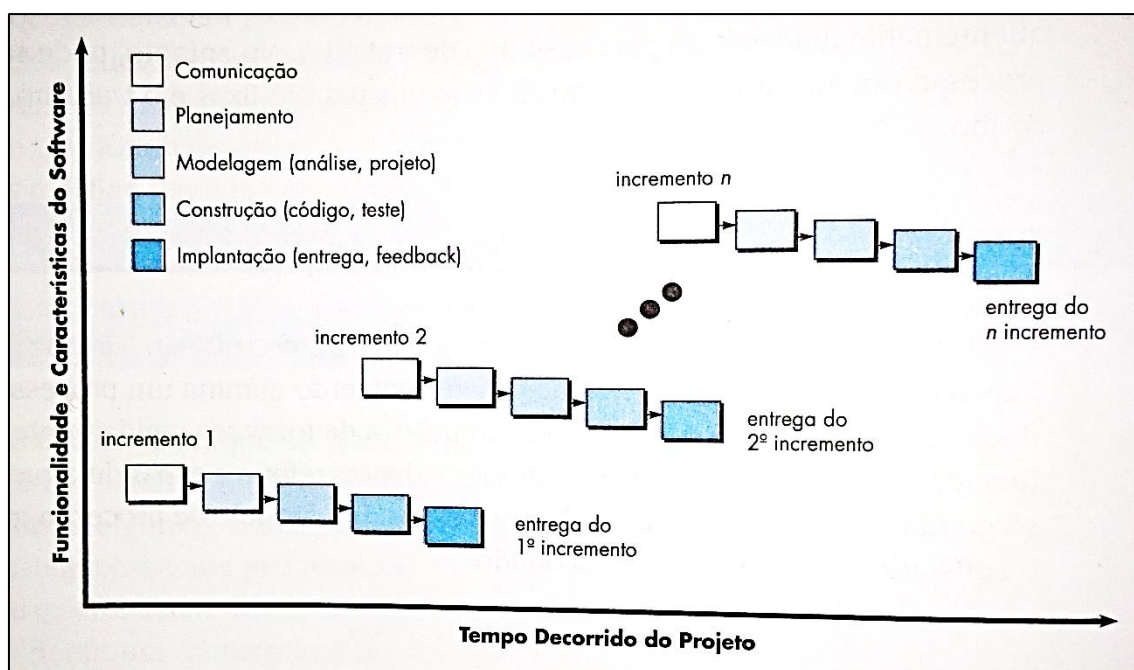 Funcionalidade e Características do Software
Comunicação
Planejamento
Modelagem (análise, projeto)
Construção (código, teste)
Implantação (entrega, feedback)
incremento n
entrega do
n incremento
incremento 2
entrega do
2º incremento
incremento 1
entrega do
1º incremento
Tempo Decorrido do Projeto